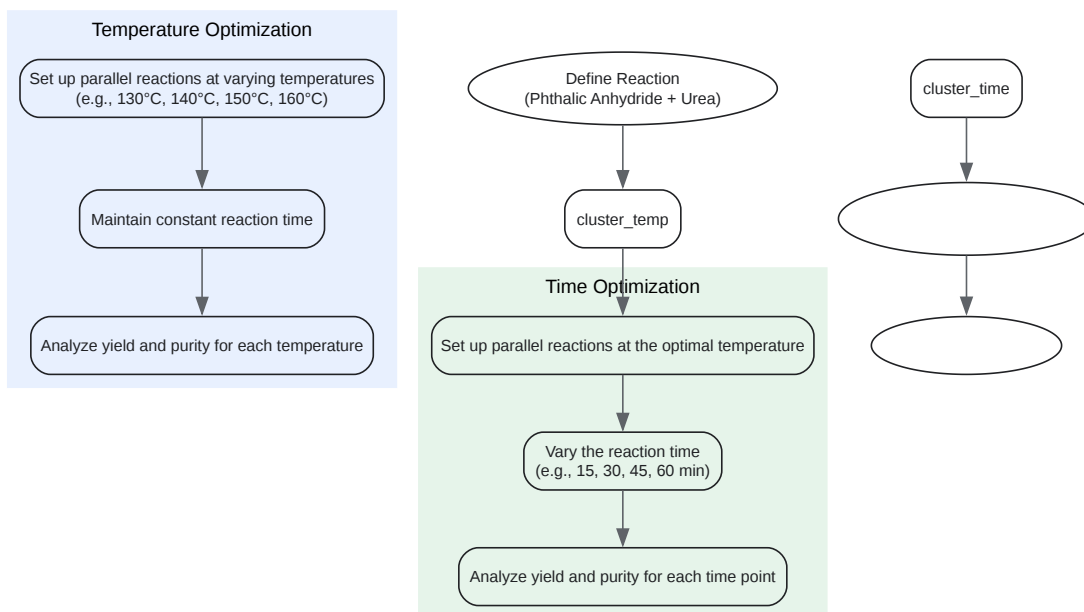 Temperature Optimization
Set up parallel reactions at varying temperatures
(e.g., 130°C, 140°C, 150°C, 160°C)
Maintain constant reaction time
Analyze yield and purity for each temperature
Define Reaction
(Phthalic Anhydride + Urea)
cluster_temp
Time Optimization
Set up parallel reactions at the optimal temperature
Vary the reaction time
(e.g., 15, 30, 45, 60 min)
Analyze yield and purity for each time point
cluster_time